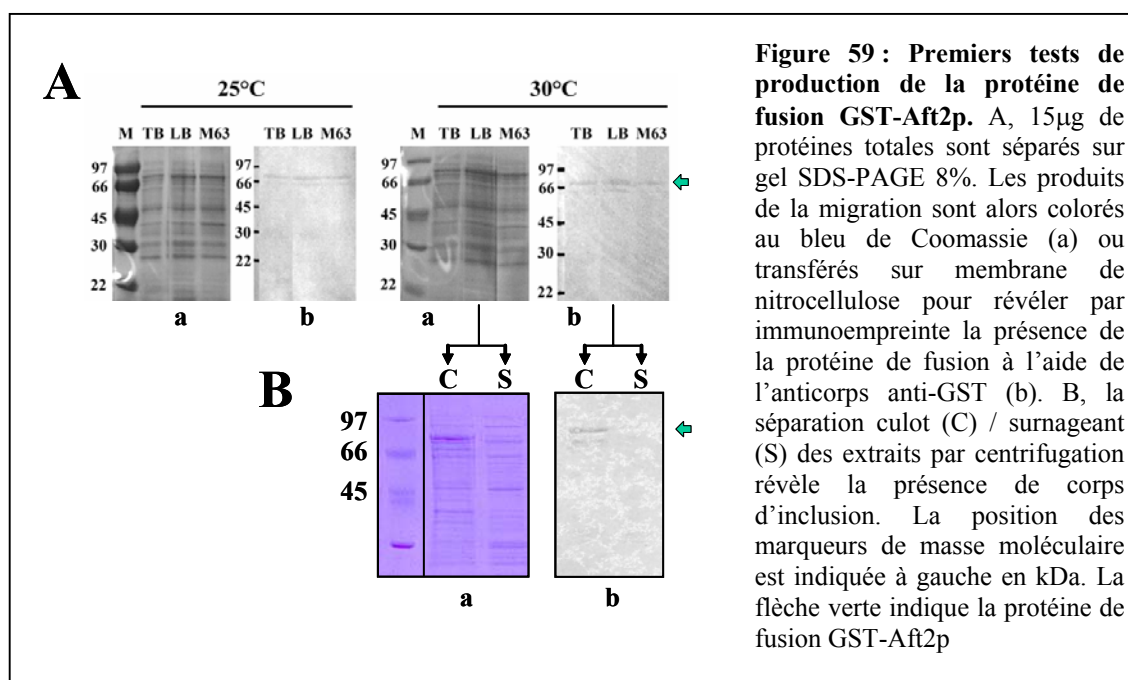 A
25°C
30°C
M TB LB M63
TB LB M63
M TB LB M63
TB LB M63
97
66
45
30
22
97
66
45
30
22
97
66
45
30
22
97
66
45
30
22
a
b
a
b
B
C S
C S
97
66
45
a
b
Figure 59 : Premiers tests de
production de la protéine de
fusion GST-Aft2p. A, 15μg de
protéines totales sont séparés sur
gel SDS-PAGE 8%. Les produits
de la migration sont alors colorés
au bleu de Coomassie (a) ou
transférés sur membrane de
nitrocellulose pour révéler par
immunoempreinte la présence de
la protéine de fusion à l’aide de
l’anticorps anti-GST (b). B, la
séparation culot (C) / surnageant
(S) des extraits par centrifugation
révèle la présence de corps
d’inclusion. La position des
marqueurs de masse moléculaire
est indiquée à gauche en kDa. La
flèche verte indique la protéine de
fusion GST-Aft2p